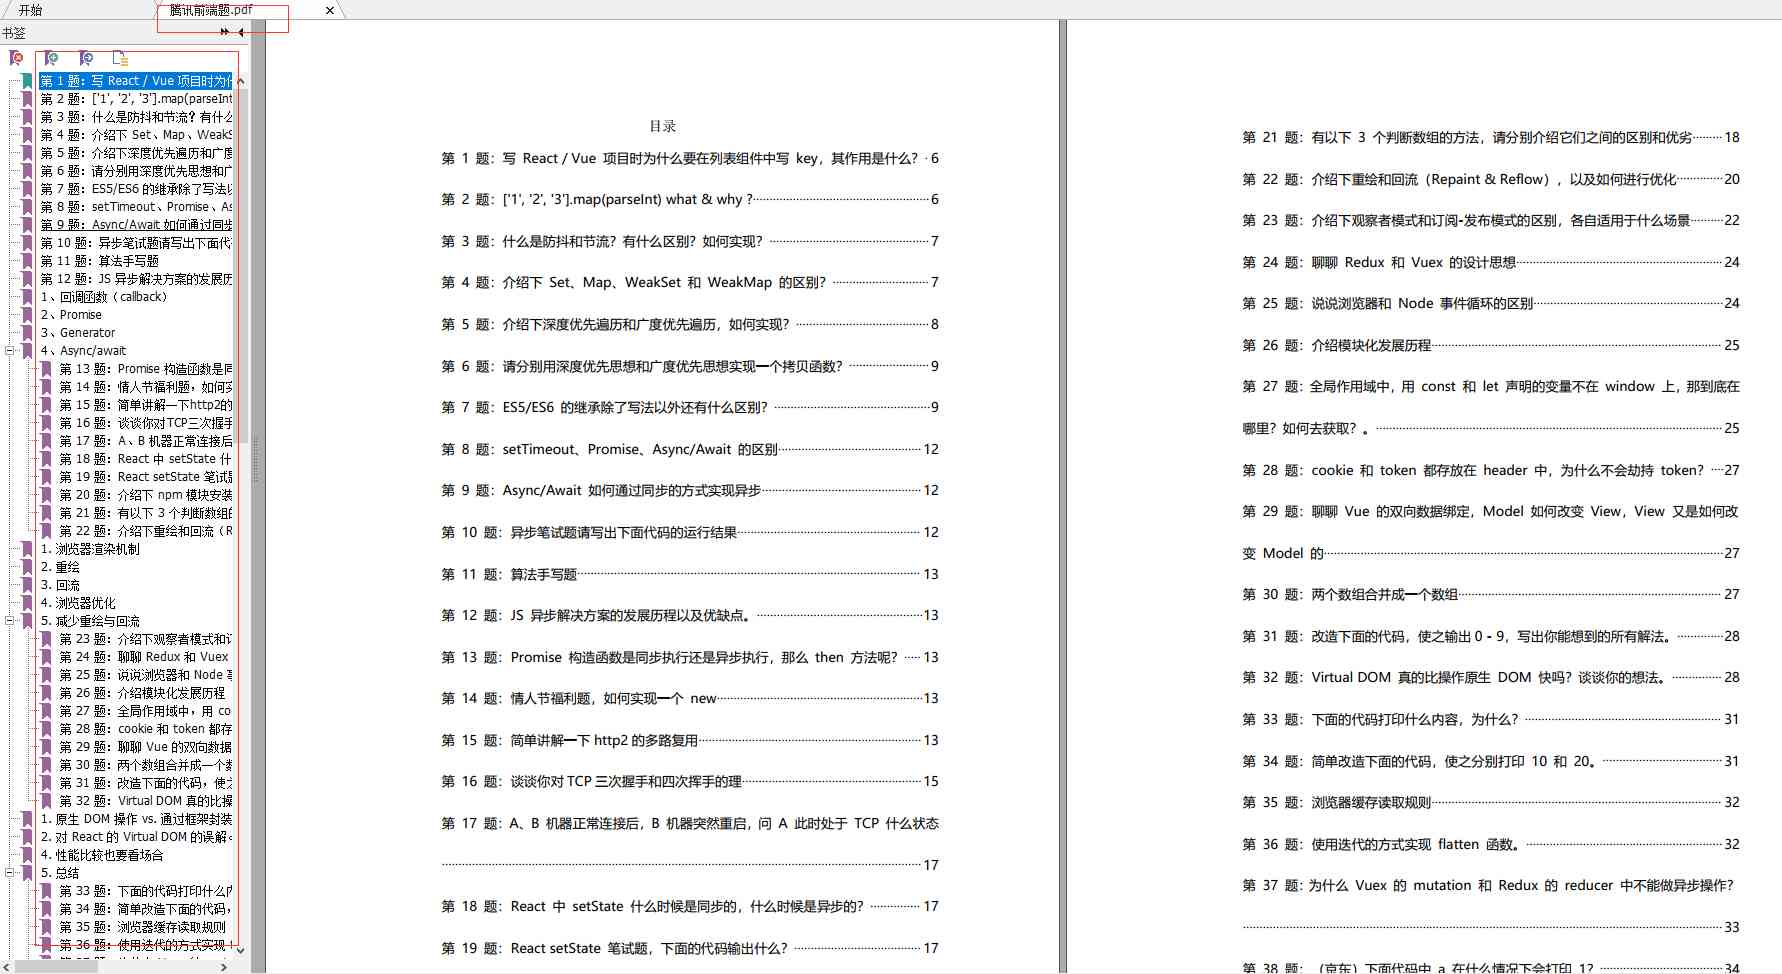 开始
腾讯前端题.pdf
书签
第 1 题：写 React / Vue 项目时为什
第 2 题：['1', '2', '3'].map(parseInt
第 3 题：什么是防抖和节流？有什么
第 4 题：介绍下 Set、Map、WeakS
第 5 题：介绍下深度优先遍历和广度
第 6 题：请分别用深度优先思想和广
第 7 题：ES5/ES6 的继承除了写法以
第 8 题：setTimeout、Promise、As
第 9 题：Async/Await 如何通过同步
第 10 题：异步笔试题请写出下面代
第 11 题：算法手写题
第 12 题：JS 异步解决方案的发展历
1、回调函数（callback）
2、Promise
3、Generator
4、Async/await
第 13 题：Promise 构造函数是同
第 14 题：情人节福利题，如何实
第 15 题：简单讲解一下http2的
第 16 题：谈谈你对TCP三次握手
第 17 题：A、B 机器正常连接后
第 18 题：React 中 setState 什
第 19 题：React setState 笔试题
第 20 题：介绍下 npm 模块安装
第 21 题：有以下 3 个判断数组的
第 22 题：介绍下重绘和回流（R
1. 浏览器渲染机制
2. 重绘
3. 回流
4. 浏览器优化
5. 减少重绘与回流
第 23 题：介绍下观察者模式和订
第 24 题：聊聊 Redux 和 Vuex
第 25 题：说说浏览器和 Node 事
第 26 题：介绍模块化发展历程
第 27 题：全局作用域中，用 co
第 28 题：cookie 和 token 都存
第 29 题：聊聊 Vue 的双向数据
第 30 题：两个数组合并成一个数
第 31 题：改造下面的代码，使之
第 32 题：Virtual DOM 真的比操
1. 原生 DOM 操作 vs. 通过框架封装
2. 对 React 的 Virtual DOM 的误解
4. 性能比较也要看场合
5. 总结
第 33 题：下面的代码打印什么内
第 34 题：简单改造下面的代码，
第 35 题：浏览器缓存读取规则
第 36 题：使用迭代的方式实现
目录
第 1 题：写 React / Vue 项目时为什么要在列表组件中写 key，其作用是什么？ 6
第 2 题：['1', '2', '3'].map(parseInt) what & why ? 6
第 3 题：什么是防抖和节流？有什么区别？如何实现？ 7
第 4 题：介绍下 Set、Map、WeakSet 和 WeakMap 的区别？ 7
第 5 题：介绍下深度优先遍历和广度优先遍历，如何实现？ 8
第 6 题：请分别用深度优先思想和广度优先思想实现一个拷贝函数？ 9
第 7 题：ES5/ES6 的继承除了写法以外还有什么区别？ 9
第 8 题：setTimeout、Promise、Async/Await 的区别 12
第 9 题：Async/Await 如何通过同步的方式实现异步 12
第 10 题：异步笔试题请写出下面代码的运行结果 12
第 11 题：算法手写题 13
第 12 题：JS 异步解决方案的发展历程以及优缺点。 13
第 13 题：Promise 构造函数是同步执行还是异步执行，那么 then 方法呢？ 13
第 14 题：情人节福利题，如何实现一个 new 13
第 15 题：简单讲解一下 http2 的多路复用 13
第 16 题：谈谈你对 TCP 三次握手和四次挥手的理 15
第 17 题：A、B 机器正常连接后，B 机器突然重启，问 A 此时处于 TCP 什么状态
17
第 18 题：React 中 setState 什么时候是同步的，什么时候是异步的？ 17
第 19 题：React setState 笔试题，下面的代码输出什么？ 17
第 21 题：有以下 3 个判断数组的方法，请分别介绍它们之间的区别和优劣 18
第 22 题：介绍下重绘和回流（Repaint & Reflow），以及如何进行优化 20
第 23 题：介绍下观察者模式和订阅-发布模式的区别，各自适用于什么场景 22
第 24 题：聊聊 Redux 和 Vuex 的设计思想 24
第 25 题：说说浏览器和 Node 事件循环的区别 24
第 26 题：介绍模块化发展历程 25
第 27 题：全局作用域中，用 const 和 let 声明的变量不在 window 上，那到底在
哪里？如何去获取？。 25
第 28 题：cookie 和 token 都存放在 header 中，为什么不会劫持 token？ 27
第 29 题：聊聊 Vue 的双向数据绑定，Model 如何改变 View，View 又是如何改
变 Model 的 27
第 30 题：两个数组合并成一个数组 27
第 31 题：改造下面的代码，使之输出 0 - 9，写出你能想到的所有解法。 28
第 32 题：Virtual DOM 真的比操作原生 DOM 快吗？谈谈你的想法。 28
第 33 题：下面的代码打印什么内容，为什么？ 31
第 34 题：简单改造下面的代码，使之分别打印 10 和 20。 31
第 35 题：浏览器缓存读取规则 32
第 36 题：使用迭代的方式实现 flatten 函数。 32
第 37 题：为什么 Vuex 的 mutation 和 Redux 的 reducer 中不能做异步操作？
33
第 38 题：（京东）下面代码中 a 在什么情况下会打印 1？ 34